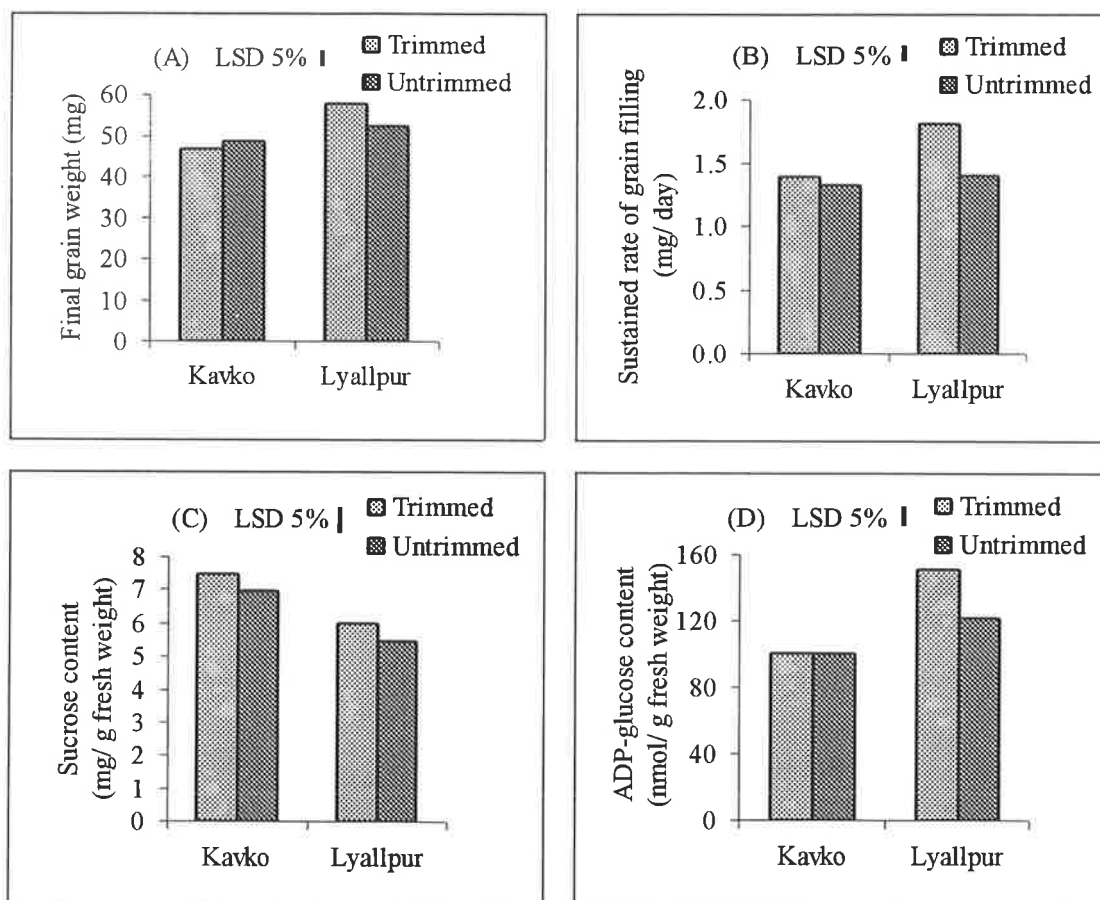 (A) LSD 5%
Trimmed
Untrimmed
Final grain weight (mg)
60
50
40
30
20
10
0
Kavko Lyallpur
(B) LSD 5%
Trimmed
Untrimmed
Sustained rate of grain filling
(mg/ day)
2.0
1.5
1.0
0.5
0.0
Kavko Lyallpur
(C) LSD 5%
Trimmed
Untrimmed
Sucrose content
(mg/ g fresh weight)
8
7
6
5
4
3
2
1
0
Kavko Lyallpur
(D) LSD 5%
Trimmed
Untrimmed
ADP-glucose content
(nmol/ g fresh weight)
160
120
80
40
0
Kavko Lyallpur